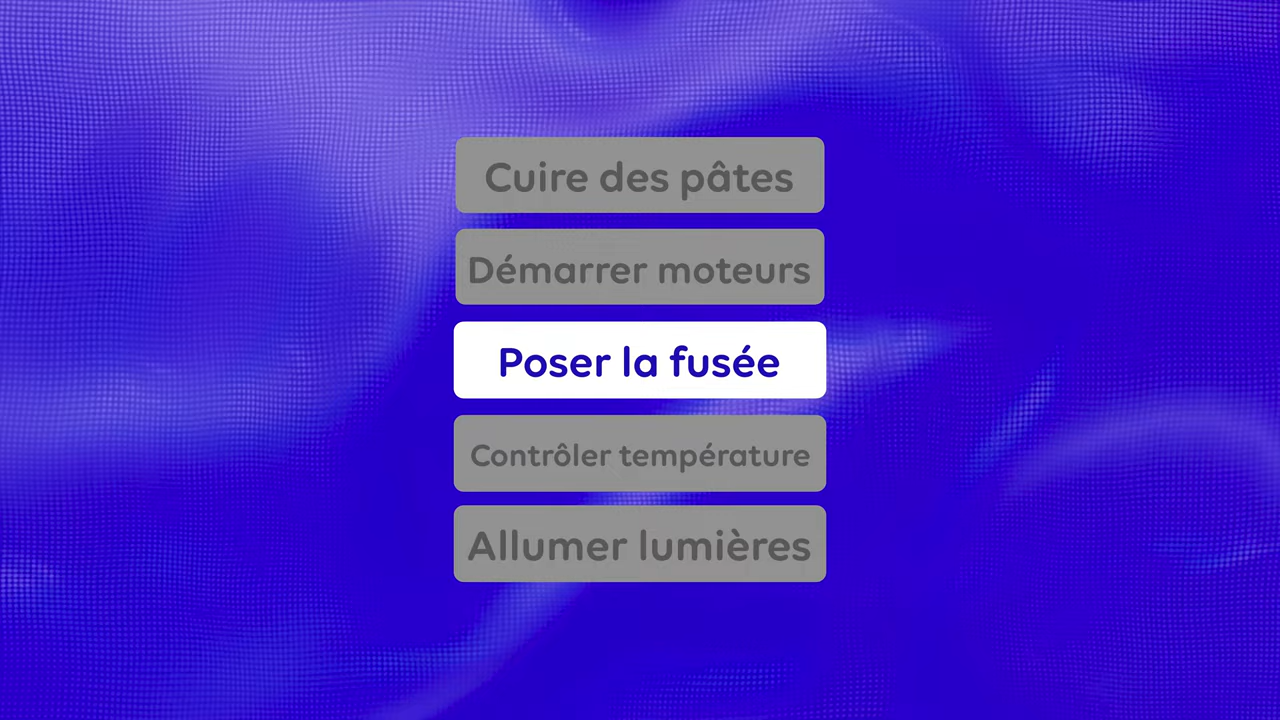 Cuire des pâtes
Démarrer moteurs
Poser la fusée
Contrôler température
Allumer lumières